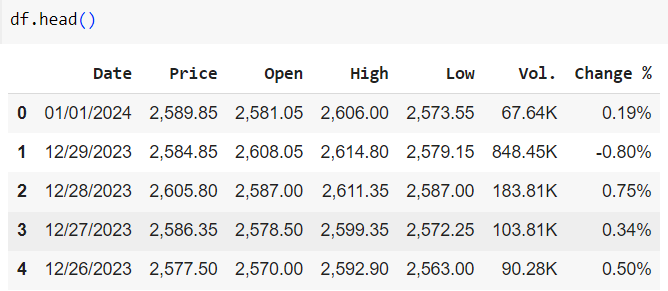 df.head()
Date Price Open High Low Vol. Change %
0 01/01/2024 2,589.85 2,581.05 2,606.00 2,573.55 67.64K 0.19%
1 12/29/2023 2,584.85 2,608.05 2,614.80 2,579.15 848.45K -0.80%
2 12/28/2023 2,605.80 2,587.00 2,611.35 2,587.00 183.81K 0.75%
3 12/27/2023 2,586.35 2,578.50 2,599.35 2,572.25 103.81K 0.34%
4 12/26/2023 2,577.50 2,570.00 2,592.90 2,563.00 90.28K 0.50%